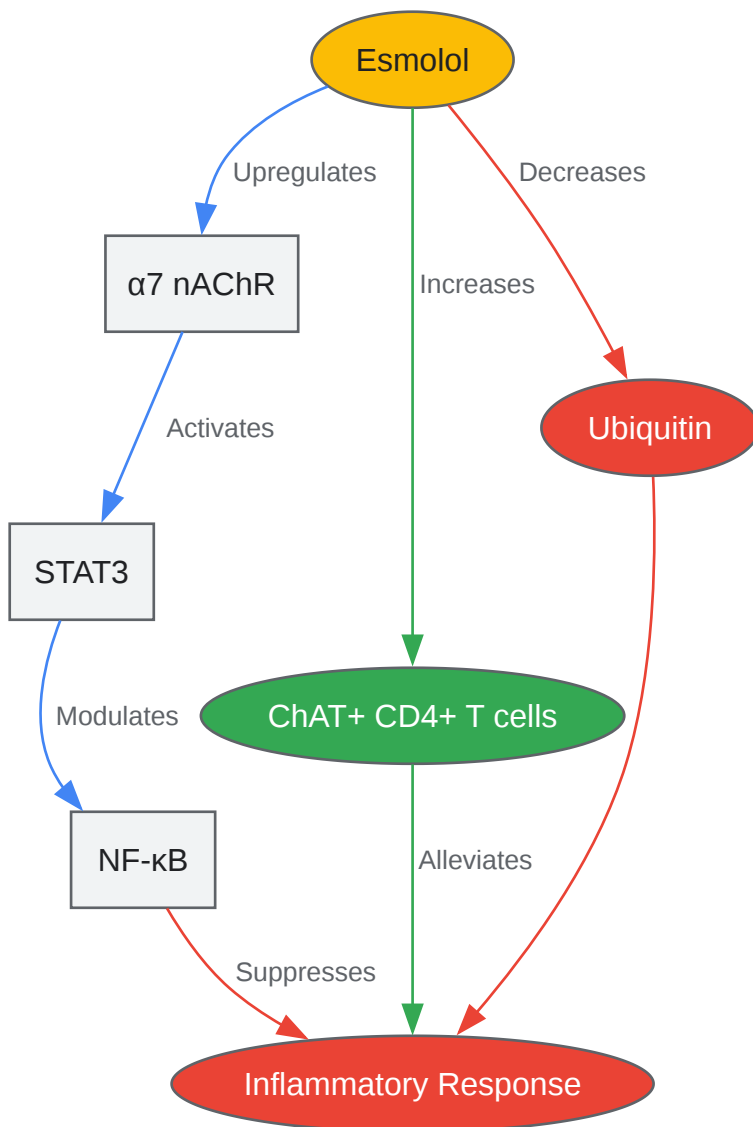 Esmolol
Upregulates
Decreases
α7 nAChR
Increases
Activates
Ubiquitin
STAT3
Modulates
ChAT+ CD4+ T cells
NF-κB
Alleviates
Suppresses
Inflammatory Response